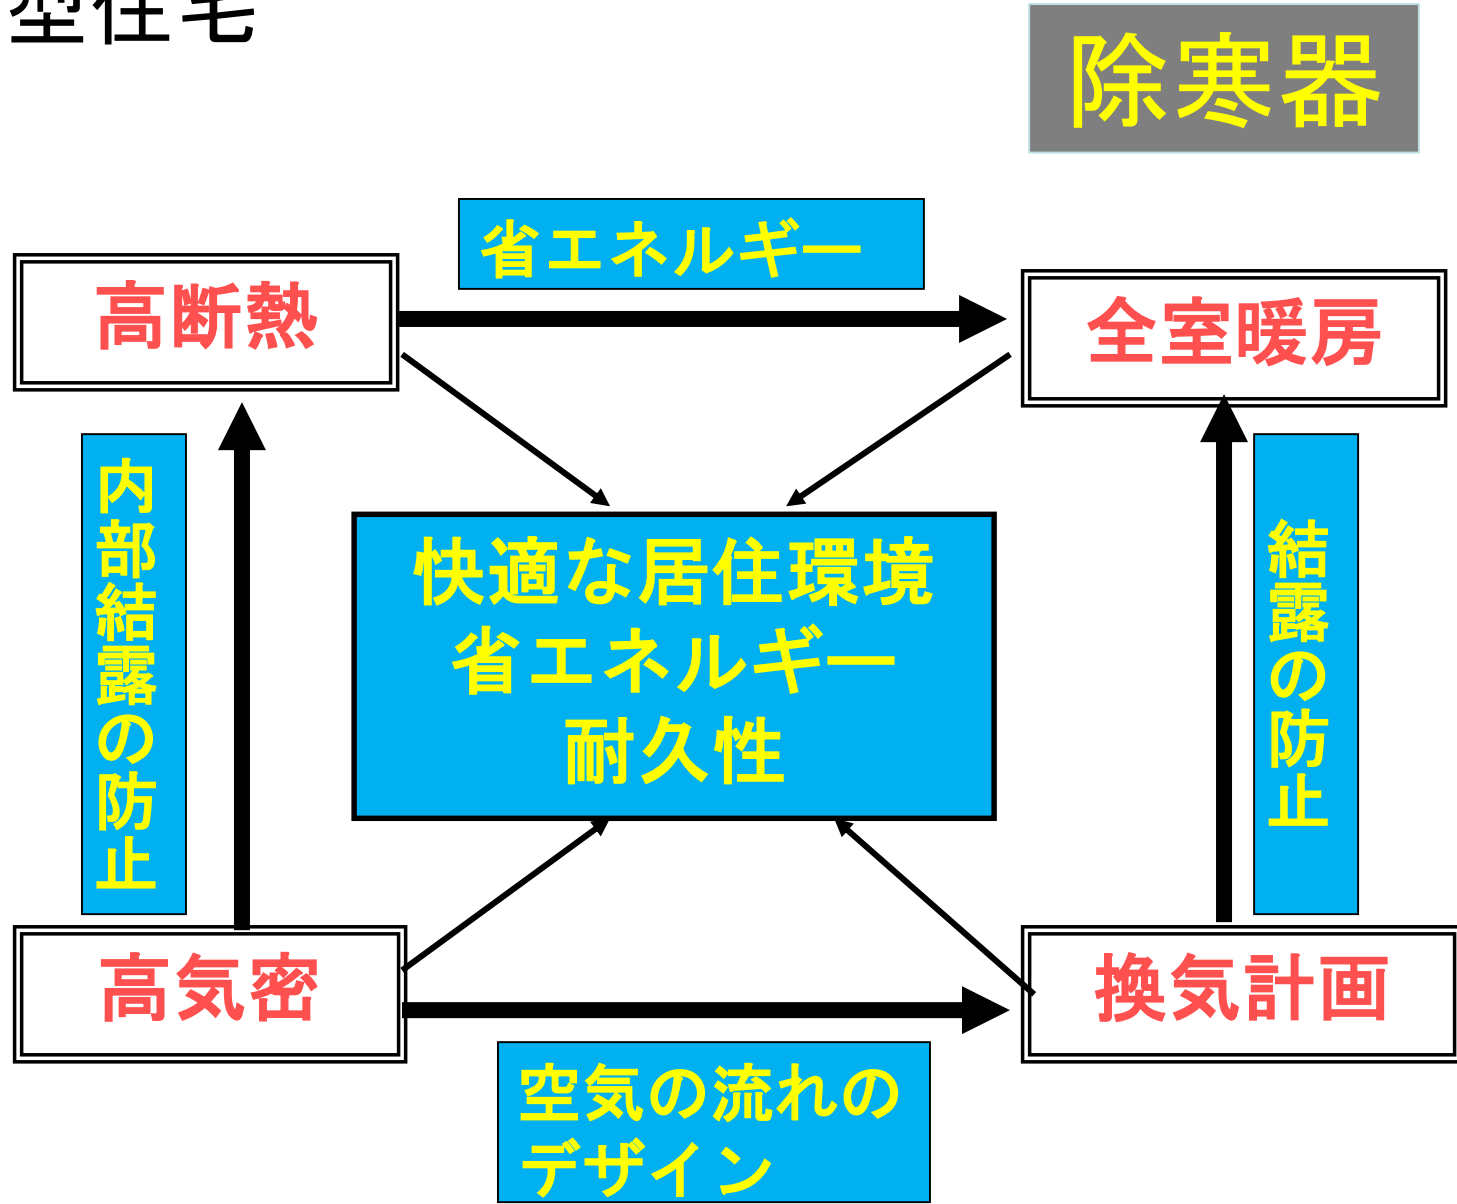 型住宅
除寒器
省エネルギー
高断熱
全室暖房
内部結露の防止
結露の防止
快適な居住環境
省エネルギー
耐久性
高気密
換気計画
空気の流れの
デザイン